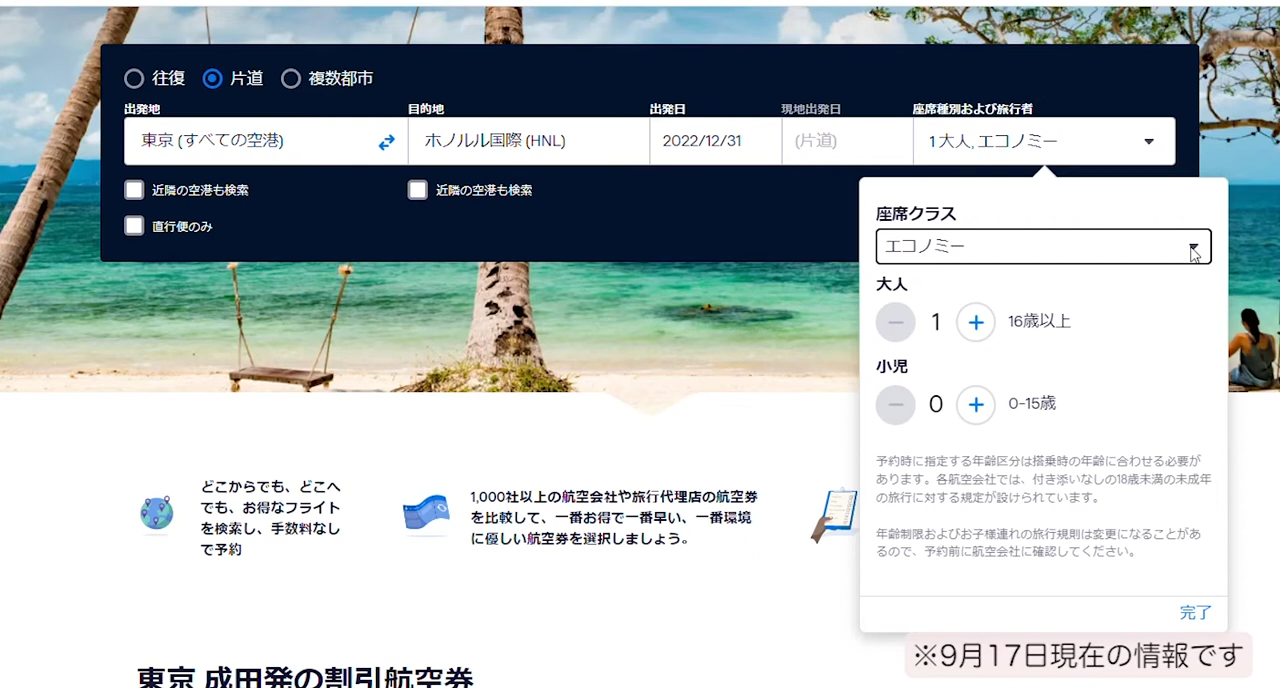 往復 片道 複数都市
出発地 目的地 出発日 現地出発日 座席種別および旅行者
東京 (すべての空港) ホノルル国際 (HNL) 2022/12/31 (片道) 1 大人, エコノミー
近隣の空港も検索 近隣の空港も検索
直行便のみ
座席クラス
エコノミー
大人
1 16歳以上
小児
0 0-15歳
予約時に指定する年齢区分は搭乗時の年齢に合わせる必要が
あります。各航空会社では、付き添いなしの18歳未満の未成年
の旅行に対する規定が設けられています。
年齢制限およびお子様連れの旅行規則は変更になることがあ
るので、予約前に航空会社に確認してください。
完了
どこからでも、どこへ
でも、お得なフライト
を検索し、手数料なし
で予約
1,000社以上の航空会社や旅行代理店の航空券
を比較して、一番お得で一番早い、一番環境
に優しい航空券を選択しましょう。
※9月17日現在の情報です
東京 成田発の割引航空券